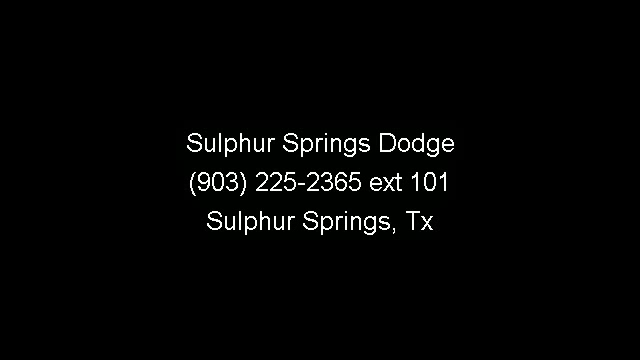 Sulphur Springs Dodge
(903) 225-2365 ext 101
Sulphur Springs, Tx